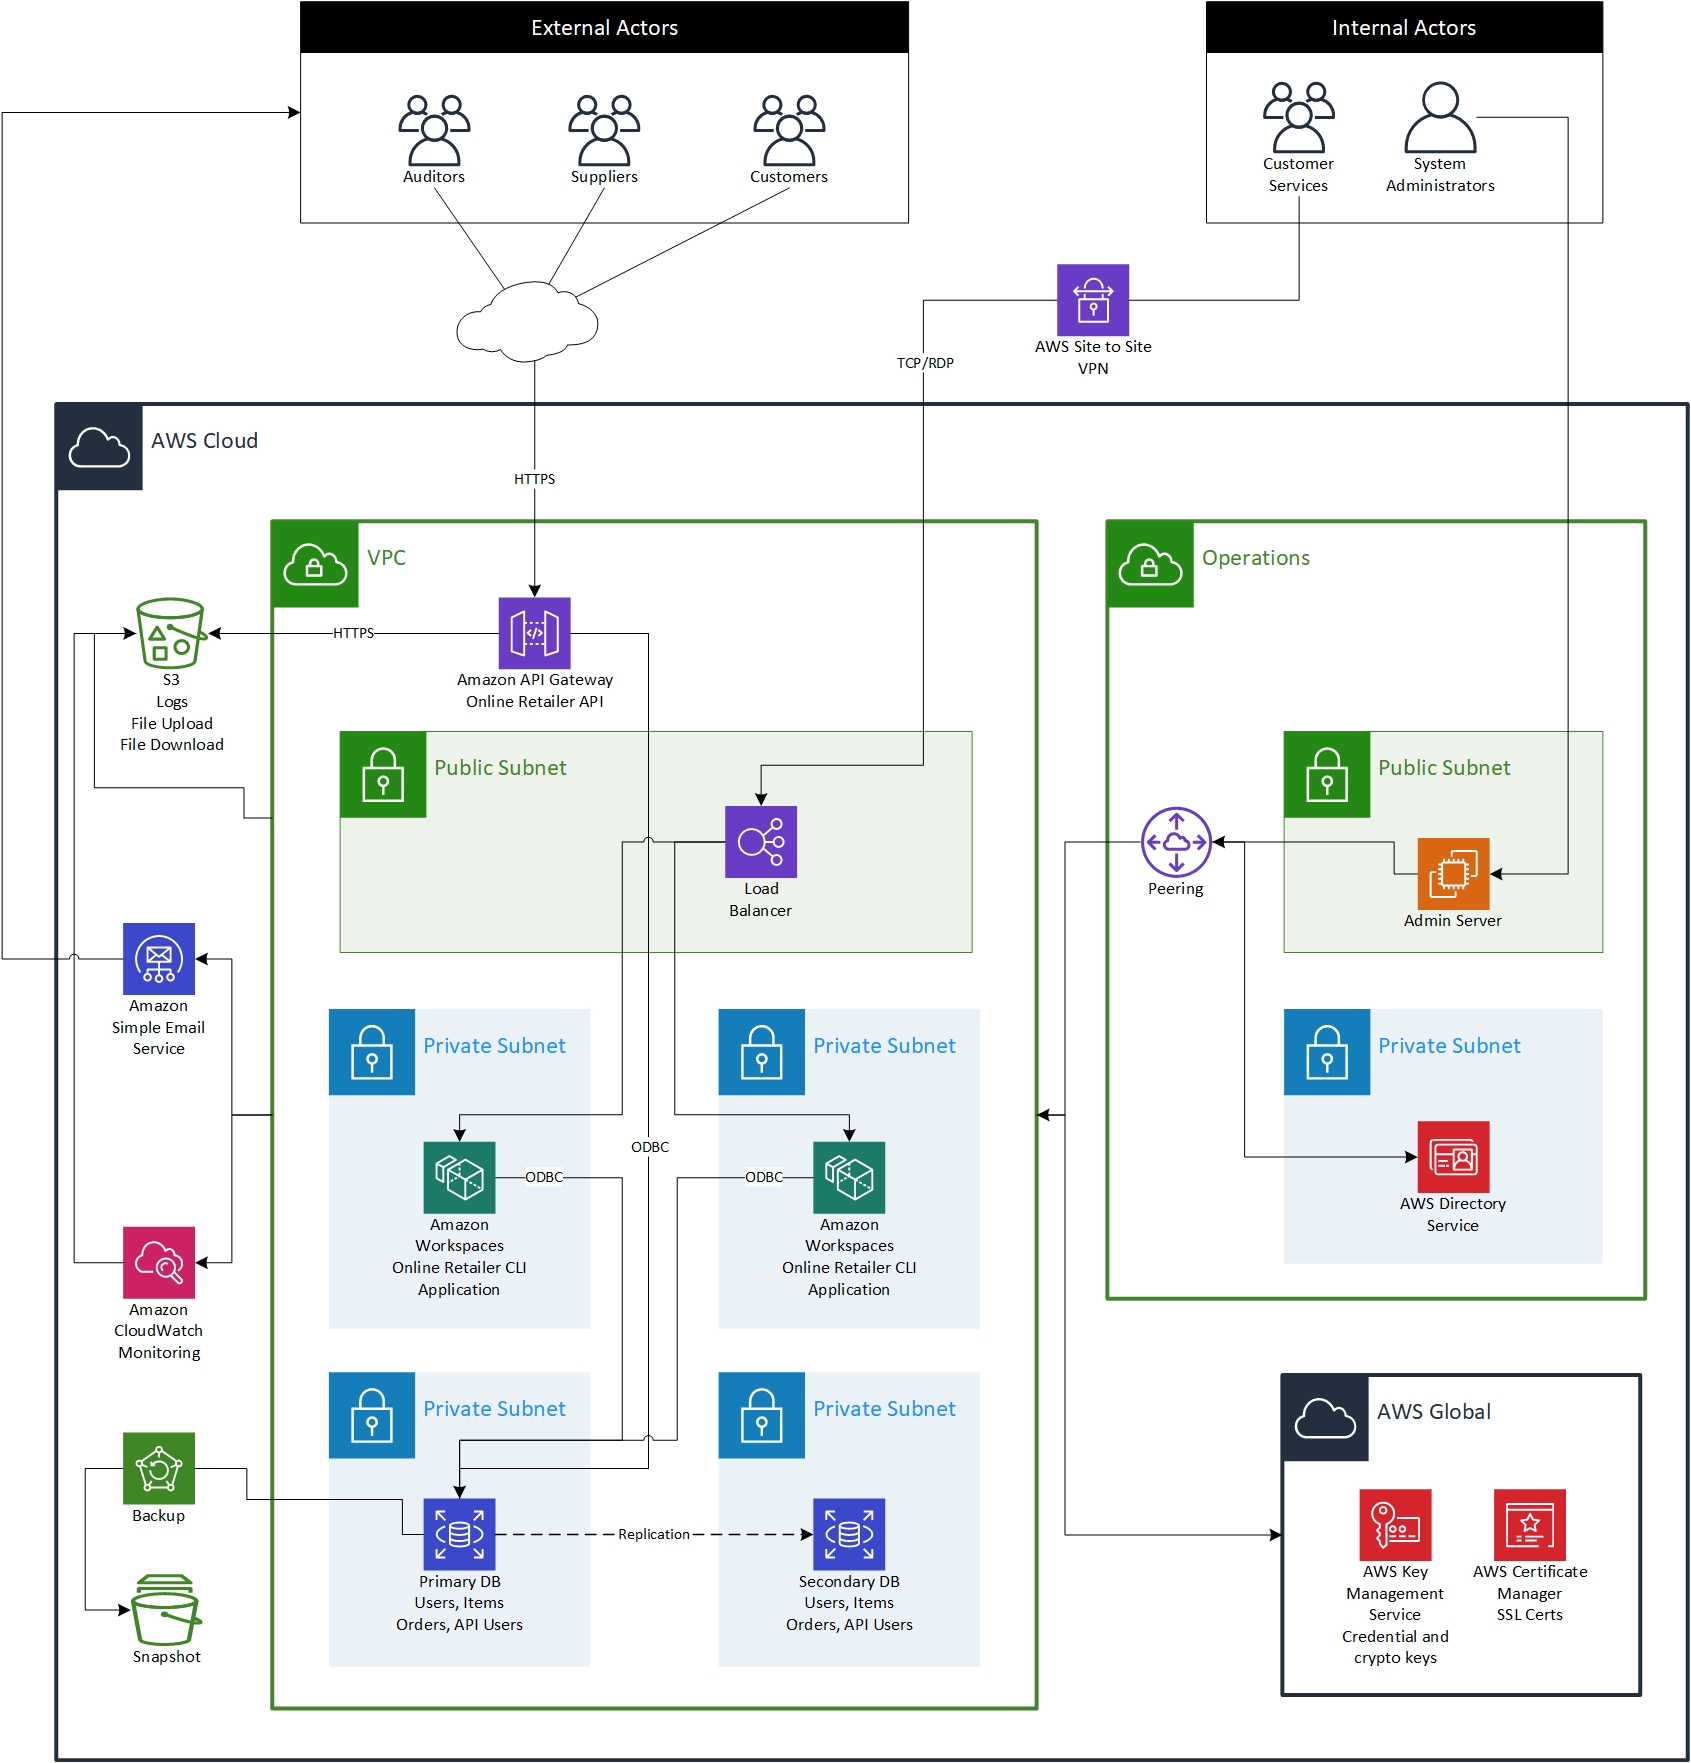 External Actors
Internal Actors
Auditors
Suppliers
Customers
Customer
Services
System
Administrators
AWS Site to Site
VPN
TCP/RDP
AWS Cloud
HTTPS
VPC
Operations
HTTPS
S3
Logs
File Upload
File Download
Amazon API Gateway
Online Retailer API
Public Subnet
Load
Balancer
Public Subnet
Peering
Admin Server
Amazon
Simple Email
Service
Private Subnet
Private Subnet
Private Subnet
ODBC
ODBC
ODBC
Amazon
Workspaces
Online Retailer CLI
Application
Amazon
Workspaces
Online Retailer CLI
Application
AWS Directory
Service
Amazon
CloudWatch
Monitoring
Private Subnet
Private Subnet
AWS Global
Backup
Replication
Primary DB
Users, Items
Orders, API Users
Secondary DB
Users, Items
Orders, API Users
AWS Key
Management
Service
Credential and
crypto keys
AWS Certificate
Manager
SSL Certs
Snapshot